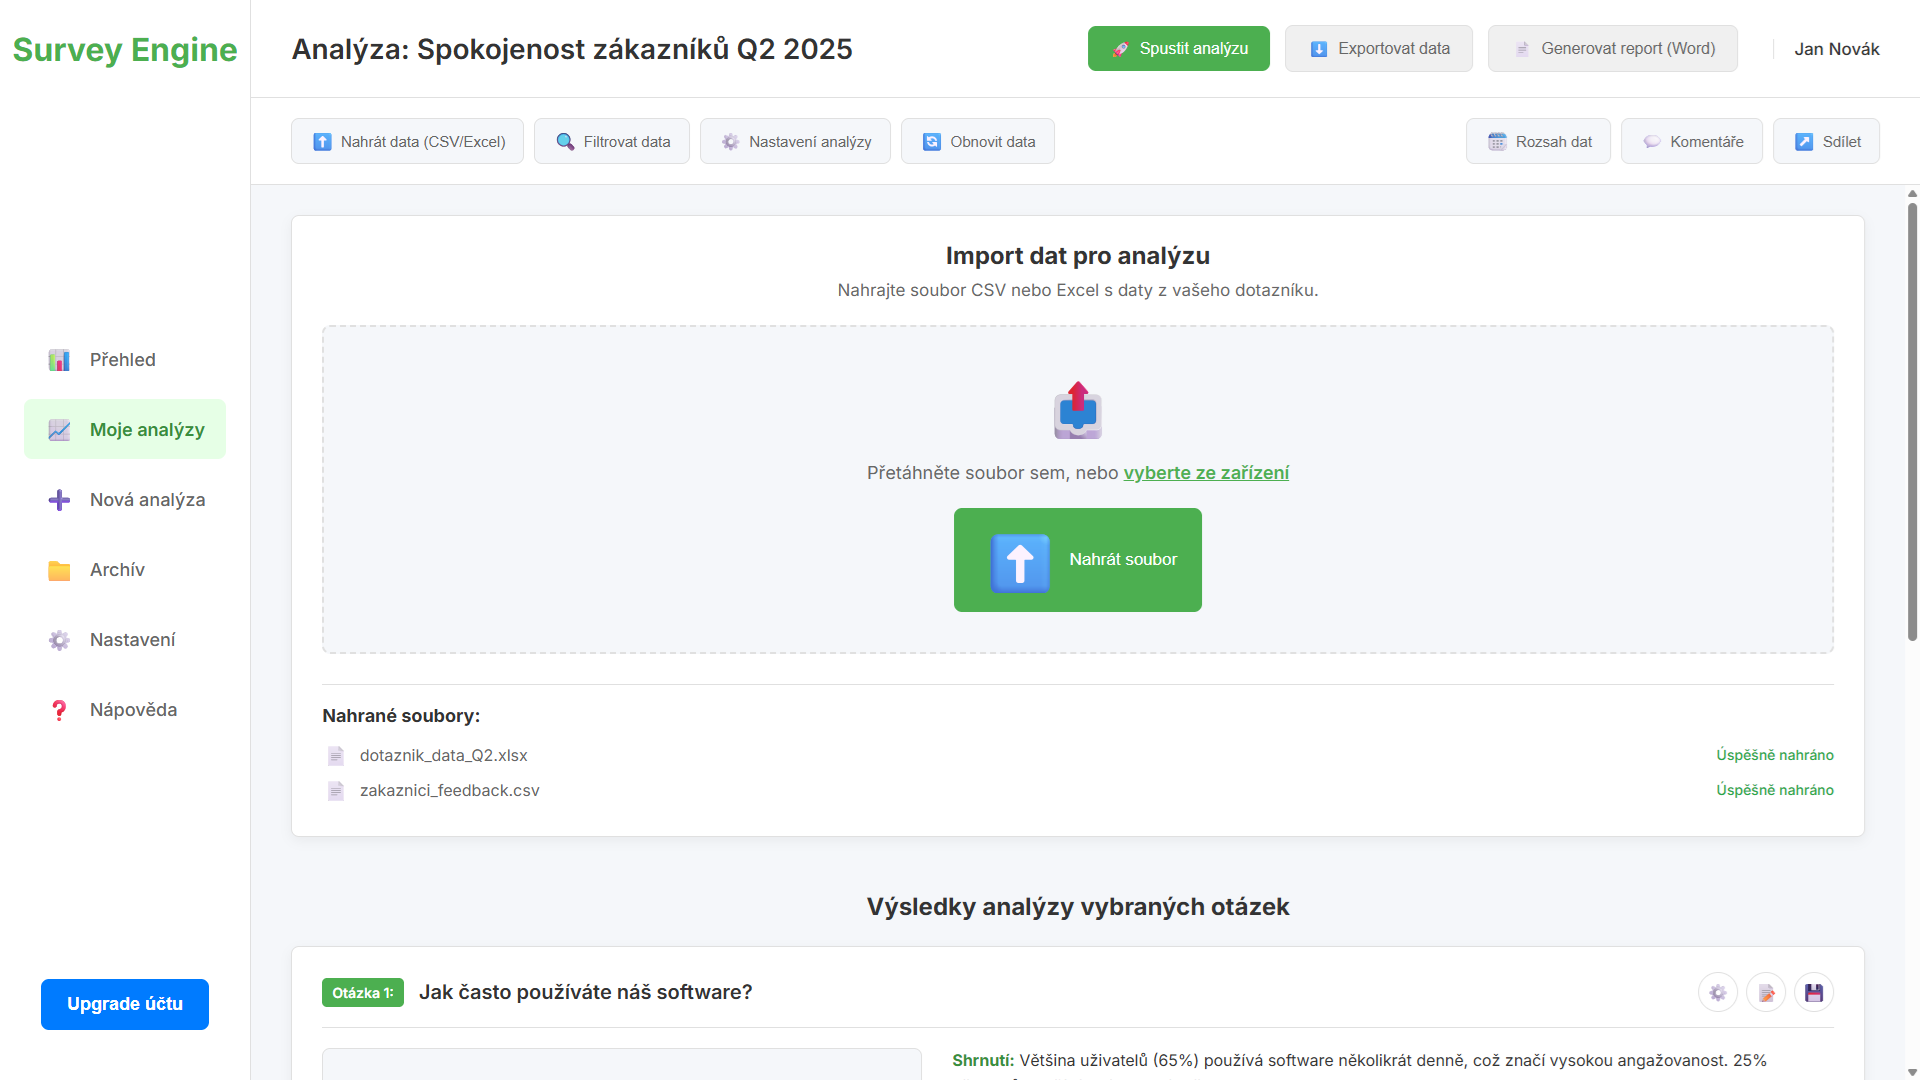 Survey Engine
Analýza: Spokojenost zákazníků Q2 2025
Spustit analýzu
Exportovat data
Generovat report (Word)
Jan Novák
Nahrát data (CSV/Excel)
Filtrovat data
Nastavení analýzy
Obnovit data
Rozsah dat
Komentáře
Sdílet
Přehled
Moje analýzy
Nová analýza
Archív
Nastavení
Nápověda
Upgrade účtu
Import dat pro analýzu
Nahrajte soubor CSV nebo Excel s daty z vašeho dotazníku.
Přetáhněte soubor sem, nebo vyberte ze zařízení
Nahrát soubor
Nahrané soubory:
dotaznik_data_Q2.xlsx
Úspěšně nahráno
zakaznici_feedback.csv
Úspěšně nahráno
Výsledky analýzy vybraných otázek
Otázka 1:
Jak často používáte náš software?
Shrnutí: Většina uživatelů (65%) používá software několikrát denně, což značí vysokou angažovanost. 25%